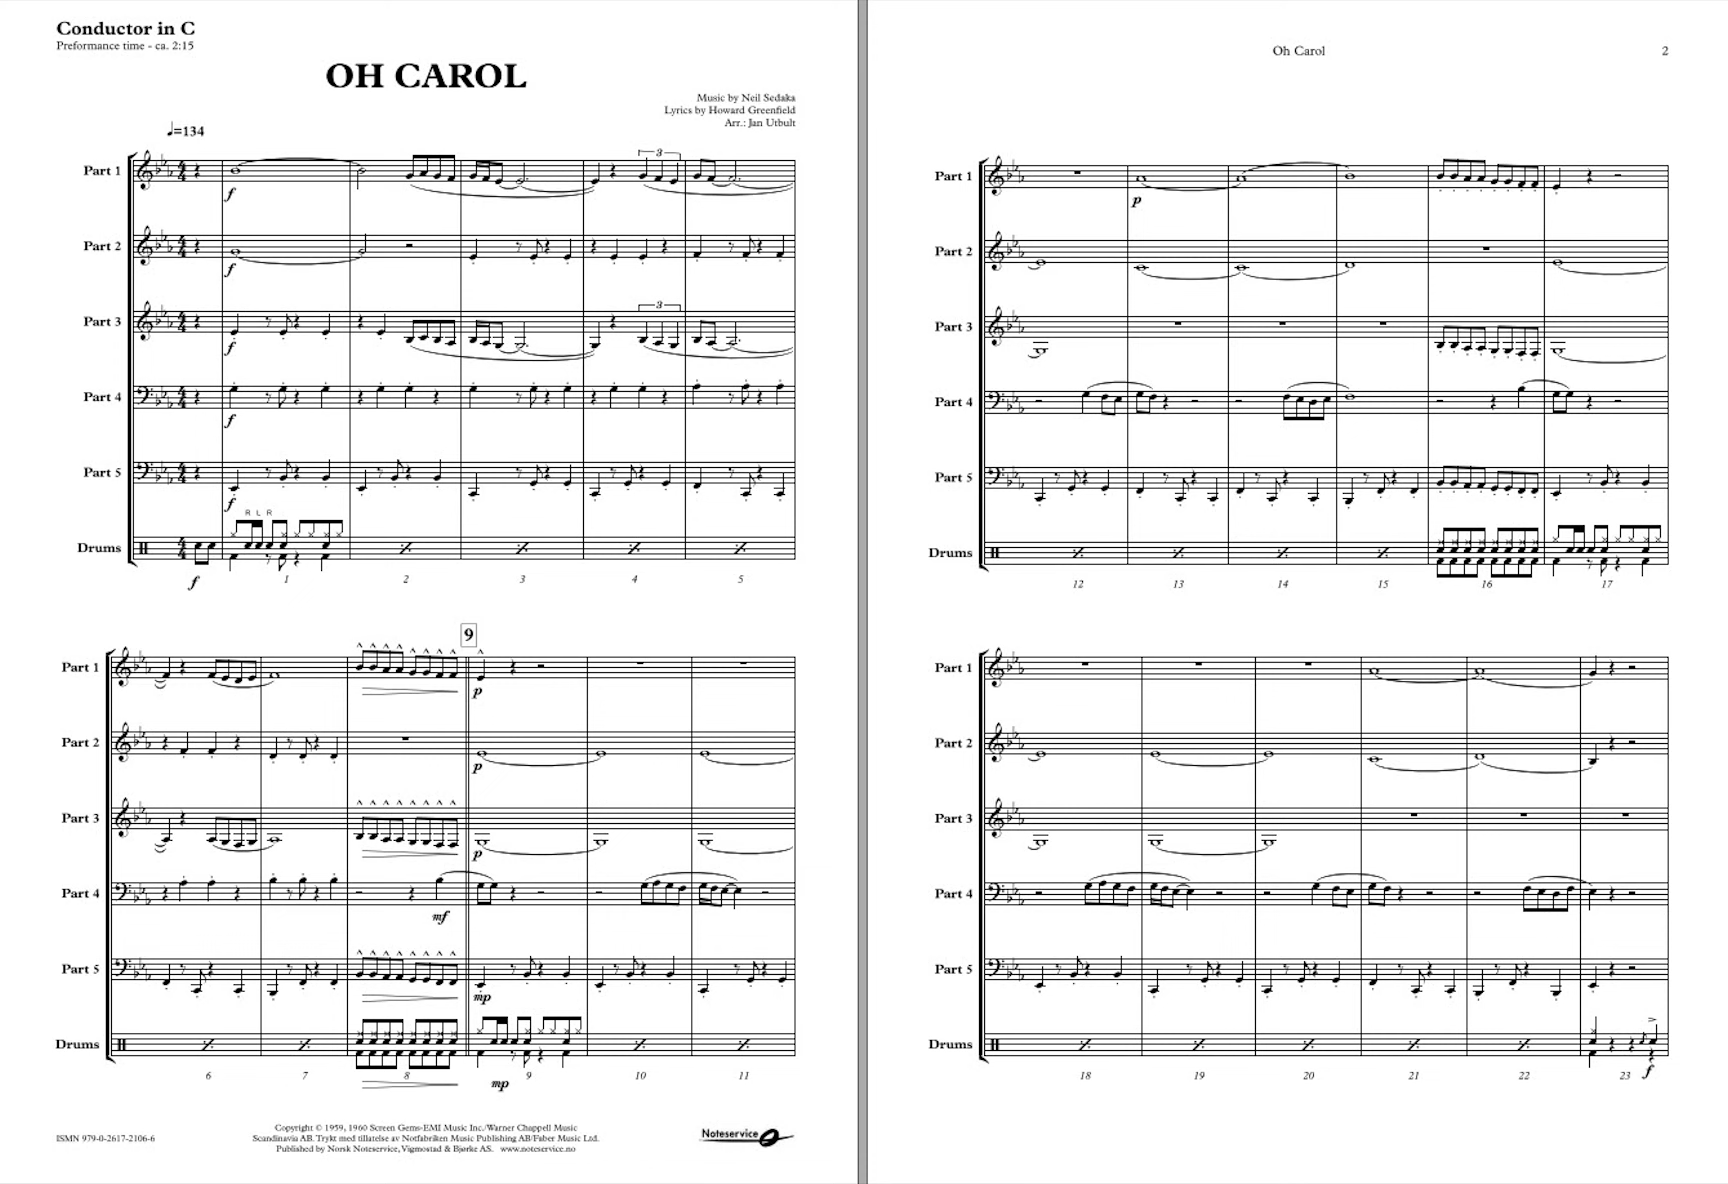 Conductor in C
Preformance time - ca. 2:15
OH CAROL
Music by Neil Sedaka
Lyrics by Howard Greenfield
Arr.: Jan Utbult
♩=134
Part 1
f
3
Part 2
f
Part 3
f
3
Part 4
f
Part 5
f
R L R
Drums
f
1 2 3 4 5
9
Part 1
p
Part 2
p
Part 3
p
Part 4
mf
Part 5
mp
Drums
mp
6 7 8 9 10 11
ISMN 979-0-2617-2106-6
Copyright © 1959, 1960 Screen Gems-EMI Music Inc./Warner Chappell Music
Scandinavia AB. Trykt med tillatelse av Notfabriken Music Publishing AB/Faber Music Ltd.
Published by Norsk Noteservice, Vigmostad & Bjørke AS. www.noteservice.no
Noteservice
Oh Carol
2
Part 1
p
Part 2
Part 3
Part 4
Part 5
Drums
12 13 14 15 16 17
Part 1
Part 2
Part 3
Part 4
Part 5
Drums
f
18 19 20 21 22 23